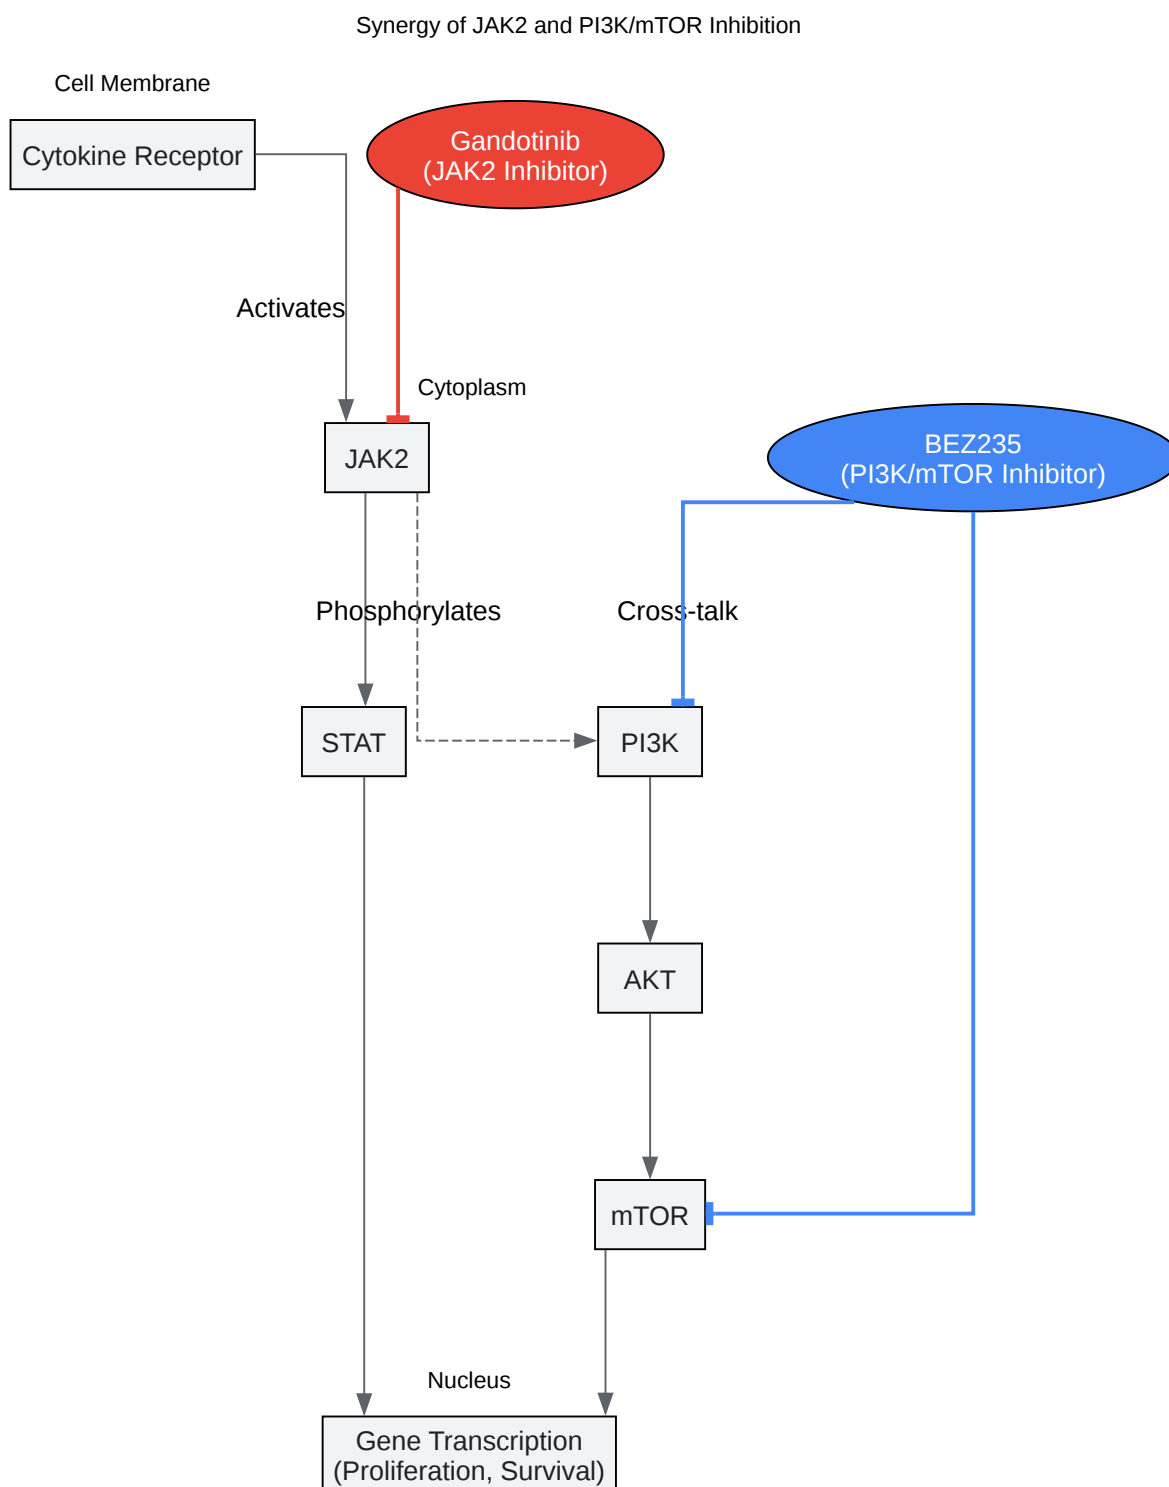 Synergy of JAK2 and PI3K/mTOR Inhibition
Cell Membrane
Cytokine Receptor
Gandotinib
(JAK2 Inhibitor)
Activates
Cytoplasm
JAK2
BEZ235
(PI3K/mTOR Inhibitor)
Phosphorylates
Cross-talk
STAT
PI3K
AKT
mTOR
Nucleus
Gene Transcription
(Proliferation, Survival)